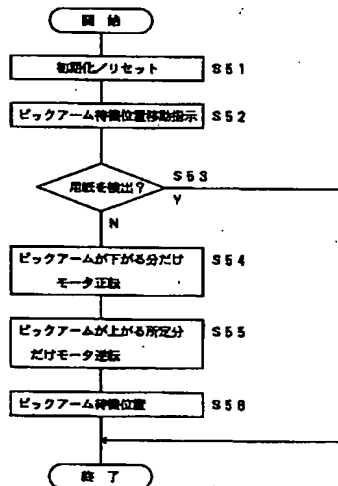 開始
初期化/リセット S51
ピックアーム待機位置移動指示 S52
用紙を検出? S53
Y
N
ピックアームが下がる分だけ S54
モータ正転
ピックアームが上がる所定分 S55
だけモータ逆転
ピックアーム待機位置 S56
終了